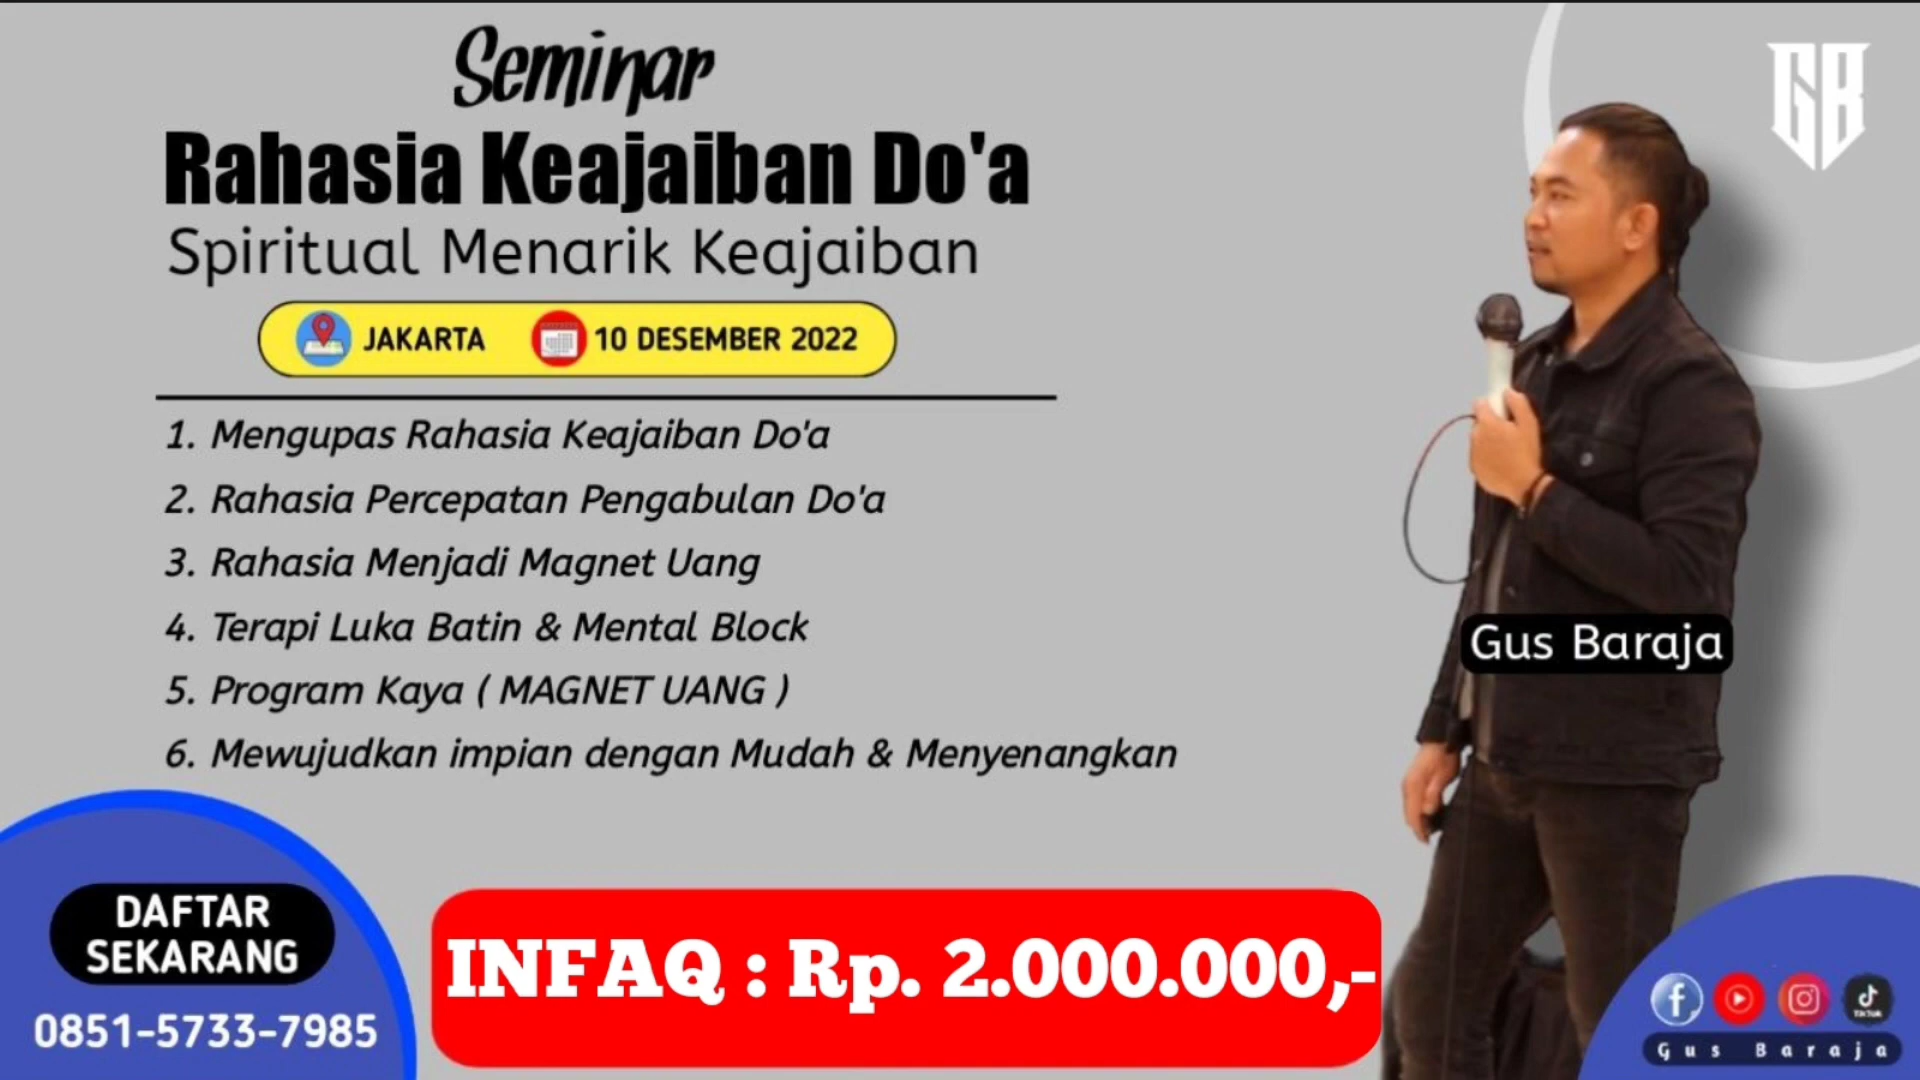 Seminar
Rahasia Keajaiban Do'a
Spiritual Menarik Keajaiban
JAKARTA 10 DESEMBER 2022
1. Mengupas Rahasia Keajaiban Do'a
2. Rahasia Percepatan Pengabulan Do'a
3. Rahasia Menjadi Magnet Uang
4. Terapi Luka Batin & Mental Block
5. Program Kaya ( MAGNET UANG )
6. Mewujudkan impian dengan Mudah & Menyenangkan
DAFTAR
SEKARANG
0851-5733-7985
INFAQ : Rp. 2.000.000,-
GB
Gus Baraja
TikTok
Gus Baraja